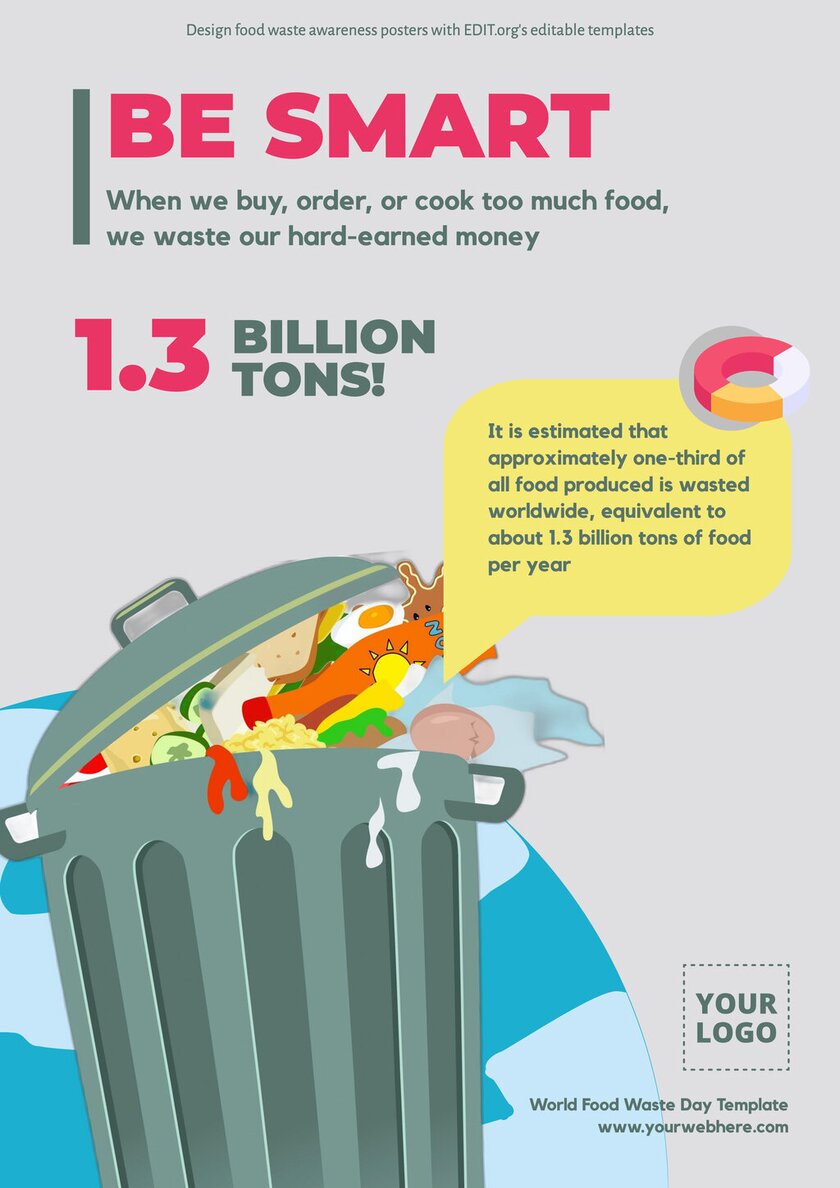 Design food waste awareness posters with EDIT.org's editable templates
BE SMART
When we buy, order, or cook too much food,
we waste our hard-earned money
1.3 BILLION
TONS!
It is estimated that
approximately one-third of
all food produced is wasted
worldwide, equivalent to
about 1.3 billion tons of food
per year
YOUR
LOGO
World Food Waste Day Template
www.yourwebhere.com